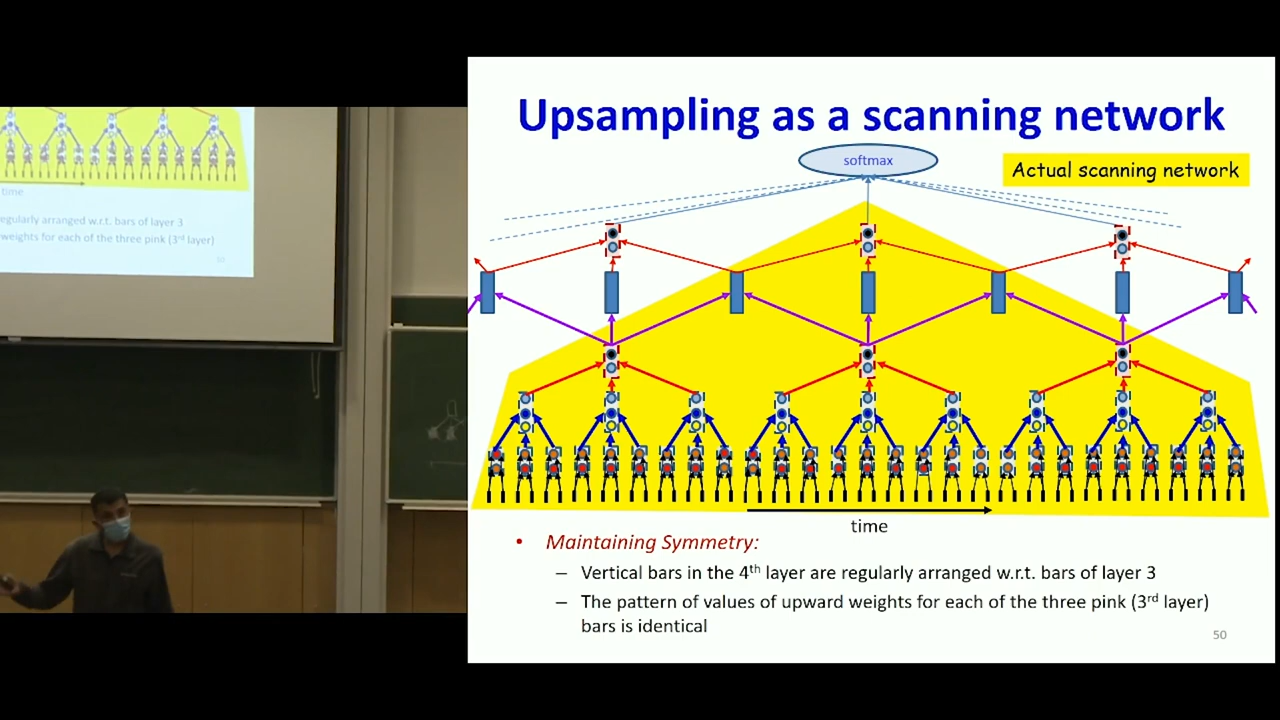 Upsampling as a scanning network
softmax
Actual scanning network
time
• Maintaining Symmetry:
– Vertical bars in the 4th layer are regularly arranged w.r.t. bars of layer 3
– The pattern of values of upward weights for each of the three pink (3rd layer)
bars is identical
50
time
regularly arranged w.r.t. bars of layer 3
weights for each of the three pink (3rd layer)